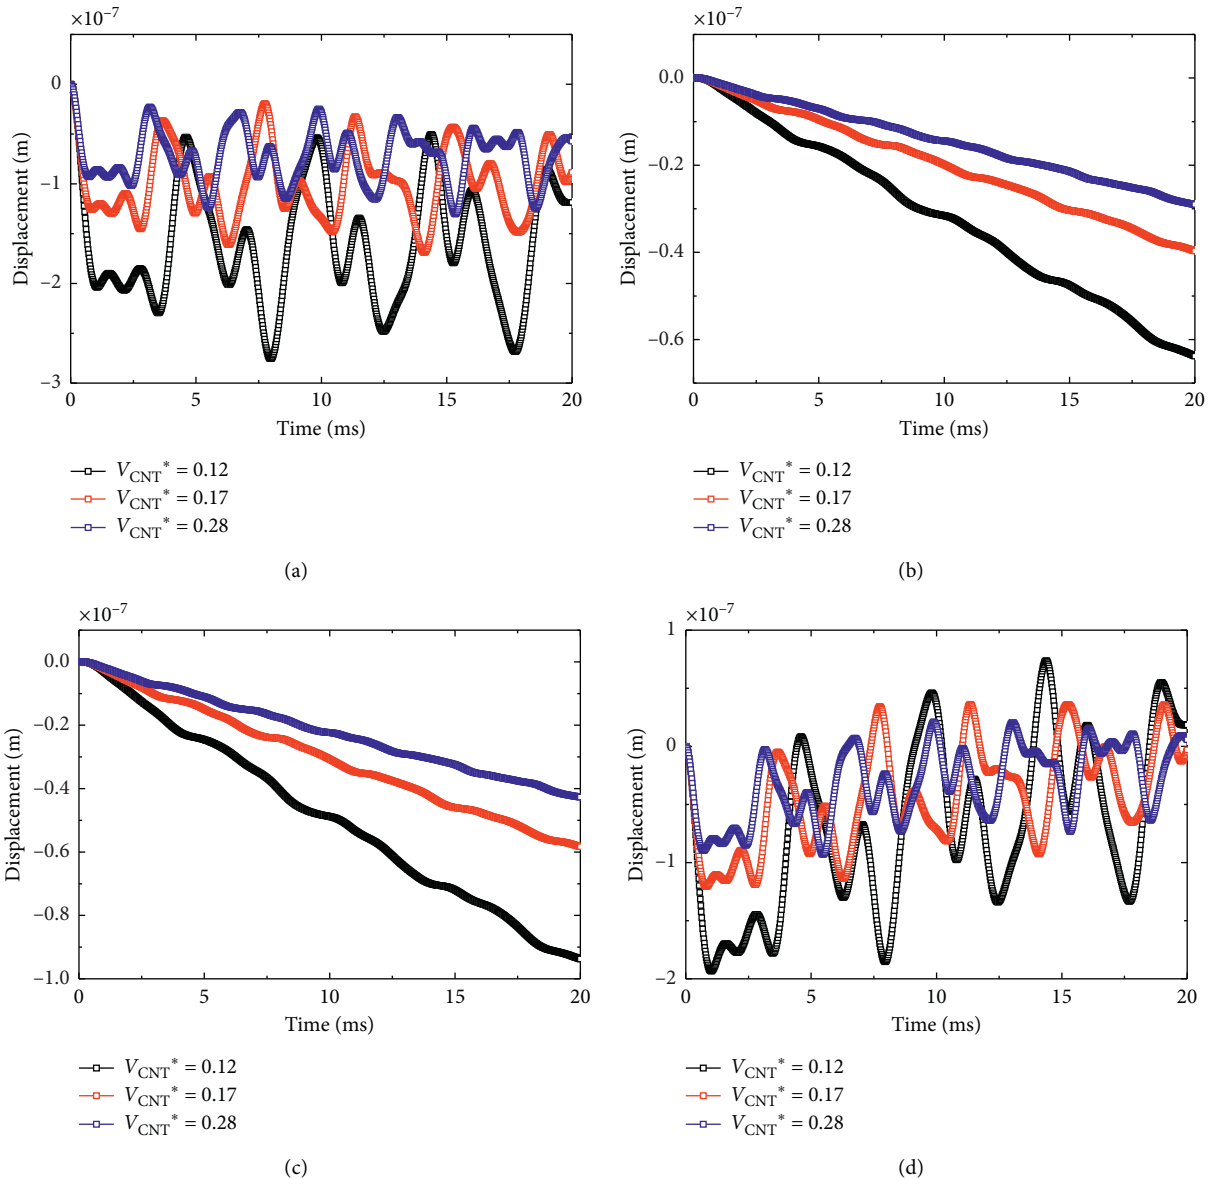 ×10⁻⁷
0
−1
−2
−3
Displacement (m)
0 5 10 15 20
Time (ms)
V_CNT* = 0.12
V_CNT* = 0.17
V_CNT* = 0.28
(a)
×10⁻⁷
0.0
−0.2
−0.4
−0.6
Displacement (m)
0 5 10 15 20
Time (ms)
V_CNT* = 0.12
V_CNT* = 0.17
V_CNT* = 0.28
(b)
×10⁻⁷
0.0
−0.2
−0.4
−0.6
−0.8
−1.0
Displacement (m)
0 5 10 15 20
Time (ms)
V_CNT* = 0.12
V_CNT* = 0.17
V_CNT* = 0.28
(c)
×10⁻⁷
1
0
−1
−2
Displacement (m)
0 5 10 15 20
Time (ms)
V_CNT* = 0.12
V_CNT* = 0.17
V_CNT* = 0.28
(d)